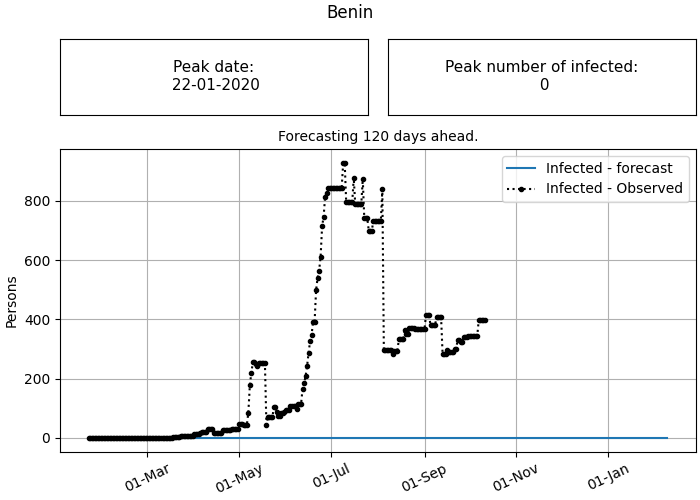 Benin
Peak date:
22-01-2020
Peak number of infected:
0
Forecasting 120 days ahead.
Infected - forecast
Infected - Observed
Persons
800
600
400
200
0
01-Mar
01-May
01-Jul
01-Sep
01-Nov
01-Jan